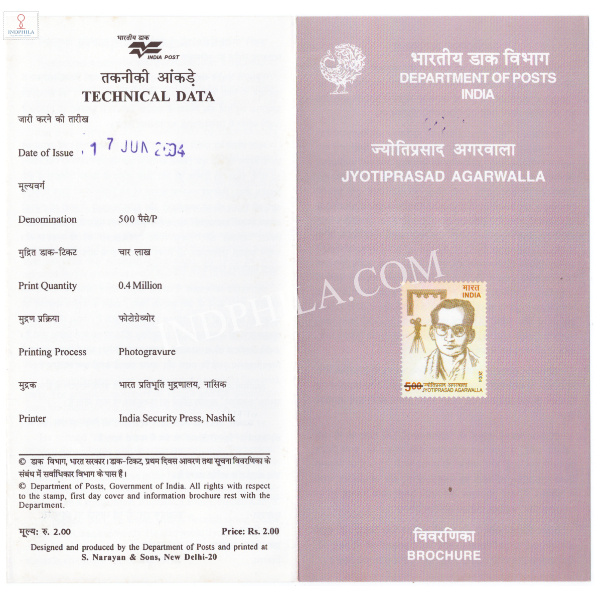 INDPHILA
भारतीय डाक
INDIA POST
तकनीकी आंकड़े
TECHNICAL DATA
जारी करने की तारीख
Date of Issue 17 JUN 2004
मूल्यवर्ग
Denomination 500 पैसे/P
मुद्रित डाक-टिकट चार लाख
Print Quantity 0.4 Million
मुद्रण प्रक्रिया फोटोग्रेव्योर
Printing Process Photogravure
मुद्रक भारत प्रतिभूति मुद्रणालय, नासिक
Printer India Security Press, Nashik
© डाक विभाग, भारत सरकार। डाक-टिकट, प्रथम दिवस आवरण तथा सूचना विवरणिका के
संबंध में सर्वाधिकार विभाग के पास हैं।
© Department of Posts, Government of India. All rights with respect
to the stamp, first day cover and information brochure rest with the
Department.
मूल्य: रु. 2.00 Price: Rs. 2.00
Designed and produced by the Department of Posts and printed at
S. Narayan & Sons, New Delhi-20
भारतीय डाक विभाग
DEPARTMENT OF POSTS
INDIA
ज्योतिप्रसाद अगरवाला
JYOTIPRASAD AGARWALLA
भारत
INDIA
2004
500 ज्योतिप्रसाद अगरवाला
JYOTIPRASAD AGARWALLA
विवरणिका
BROCHURE
INDPHILA.COM